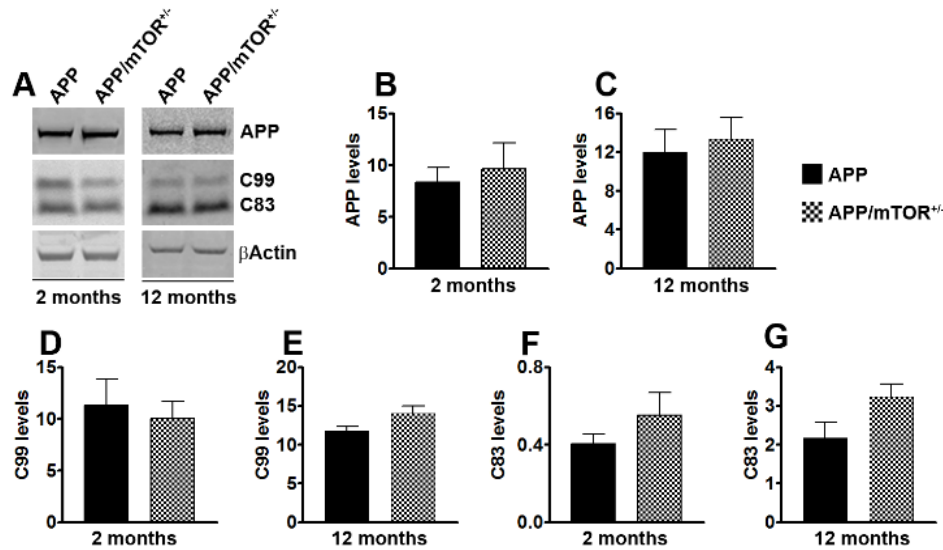 A
APP
APP/mTOR+/-
APP
APP/mTOR+/-
APP
C99
C83
βActin
2 months
12 months
B
APP levels
15
10
5
0
2 months
C
APP levels
16
12
8
4
0
12 months
APP
APP/mTOR+/-
D
C99 levels
15
10
5
0
2 months
E
C99 levels
20
15
10
5
0
12 months
F
C83 levels
0.8
0.4
0.0
2 months
G
C83 levels
4
3
2
1
0
12 months